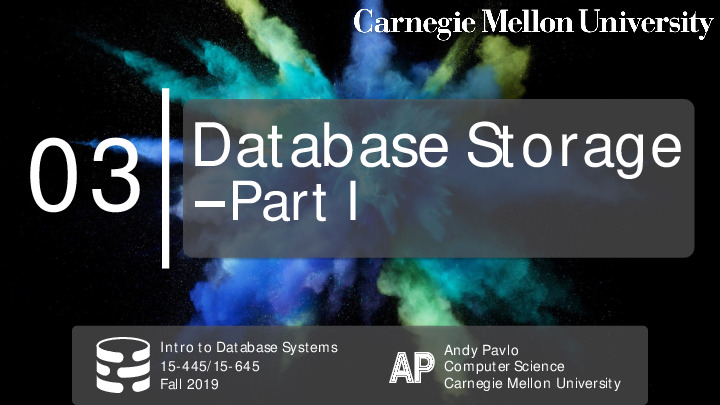 Carnegie Mellon University
03
Database Storage
–Part I
Intro to Database Systems
15-445/15-645
Fall 2019
AP
Andy Pavlo
Computer Science
Carnegie Mellon University